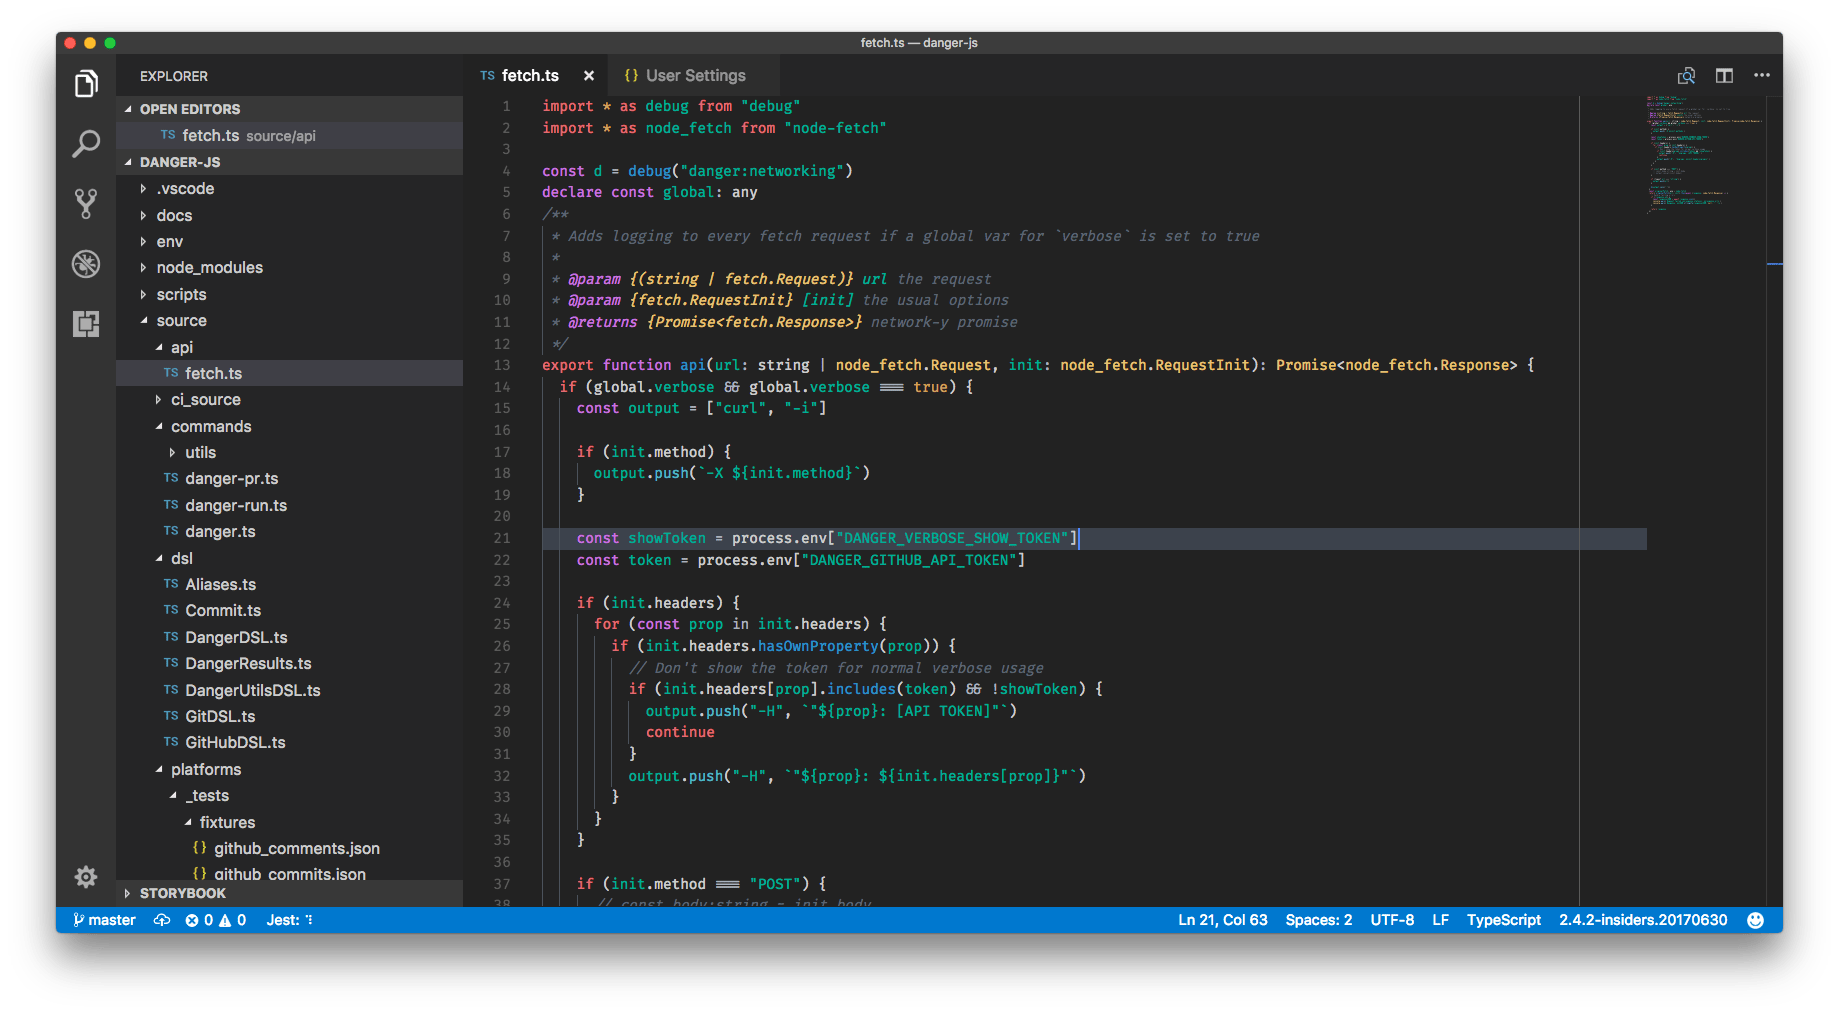 fetch.ts — danger-js
EXPLORER
OPEN EDITORS
TS fetch.ts source/api
DANGER-JS
.vscode
docs
env
node_modules
scripts
source
api
TS fetch.ts
ci_source
commands
utils
TS danger-pr.ts
TS danger-run.ts
TS danger.ts
dsl
TS Aliases.ts
TS Commit.ts
TS DangerDSL.ts
TS DangerResults.ts
TS DangerUtilsDSL.ts
TS GitDSL.ts
TS GitHubDSL.ts
platforms
_tests
fixtures
{} github_comments.json
{} github_commits.json
STORYBOOK
TS fetch.ts × {} User Settings
1 import * as debug from "debug"
2 import * as node_fetch from "node-fetch"
3
4 const d = debug("danger:networking")
5 declare const global: any
6 /**
7 * Adds logging to every fetch request if a global var for `verbose` is set to true
8 *
9 * @param {(string | fetch.Request)} url the request
10 * @param {fetch.RequestInit} [init] the usual options
11 * @returns {Promise<fetch.Response>} network-y promise
12 */
13 export function api(url: string | node_fetch.Request, init: node_fetch.RequestInit): Promise<node_fetch.Response> {
14 if (global.verbose && global.verbose === true) {
15 const output = ["curl", "-i"]
16
17 if (init.method) {
18 output.push(`-X ${init.method}`)
19 }
20
21 const showToken = process.env["DANGER_VERBOSE_SHOW_TOKEN"]
22 const token = process.env["DANGER_GITHUB_API_TOKEN"]
23
24 if (init.headers) {
25 for (const prop in init.headers) {
26 if (init.headers.hasOwnProperty(prop)) {
27 // Don't show the token for normal verbose usage
28 if (init.headers[prop].includes(token) && !showToken) {
29 output.push("-H", `"${prop}: [API TOKEN]"`)
30 continue
31 }
32 output.push("-H", `"${prop}: ${init.headers[prop]}"`)
33 }
34 }
35 }
36
37 if (init.method === "POST") {
38 // const body:string = init.body
master 0 0 Jest: Ln 21, Col 63 Spaces: 2 UTF-8 LF TypeScript 2.4.2-insiders.20170630